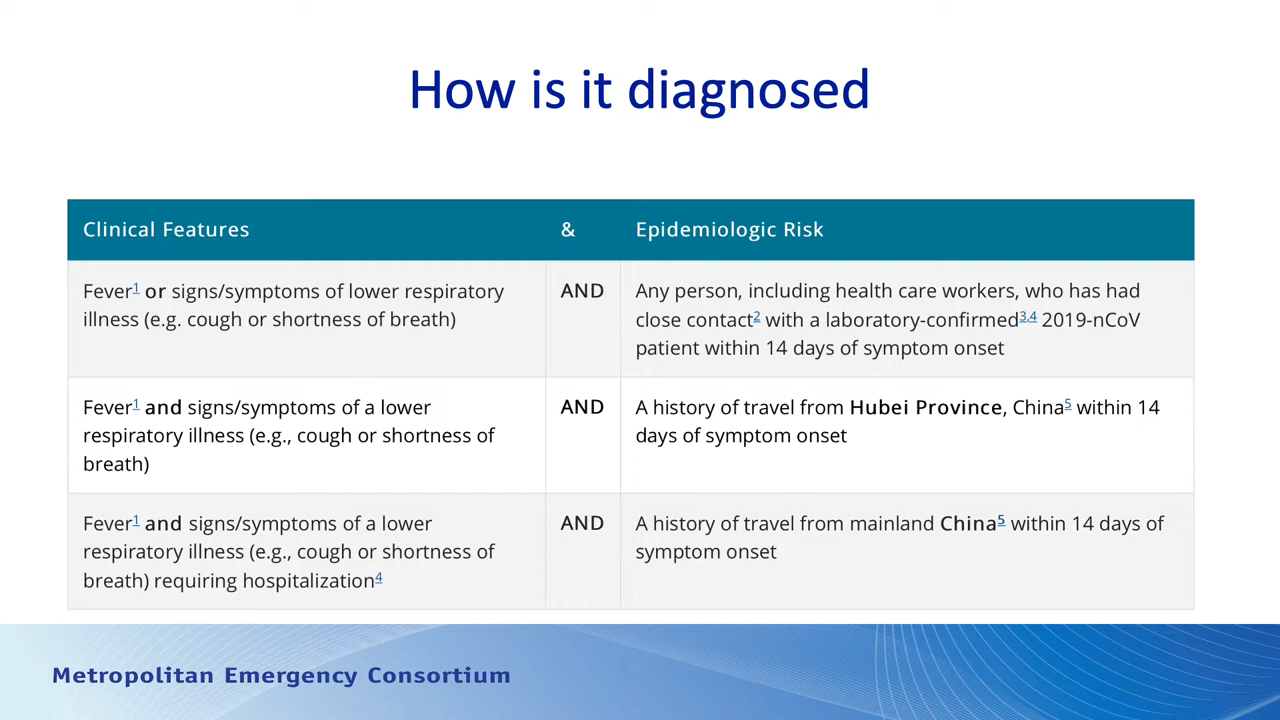 How is it diagnosed
Clinical Features & Epidemiologic Risk
Fever1 or signs/symptoms of lower respiratory
illness (e.g. cough or shortness of breath)
AND
Any person, including health care workers, who has had
close contact2 with a laboratory-confirmed3,4 2019-nCoV
patient within 14 days of symptom onset
Fever1 and signs/symptoms of a lower
respiratory illness (e.g., cough or shortness of
breath)
AND
A history of travel from Hubei Province, China5 within 14
days of symptom onset
Fever1 and signs/symptoms of a lower
respiratory illness (e.g., cough or shortness of
breath) requiring hospitalization4
AND
A history of travel from mainland China5 within 14 days of
symptom onset
Metropolitan Emergency Consortium